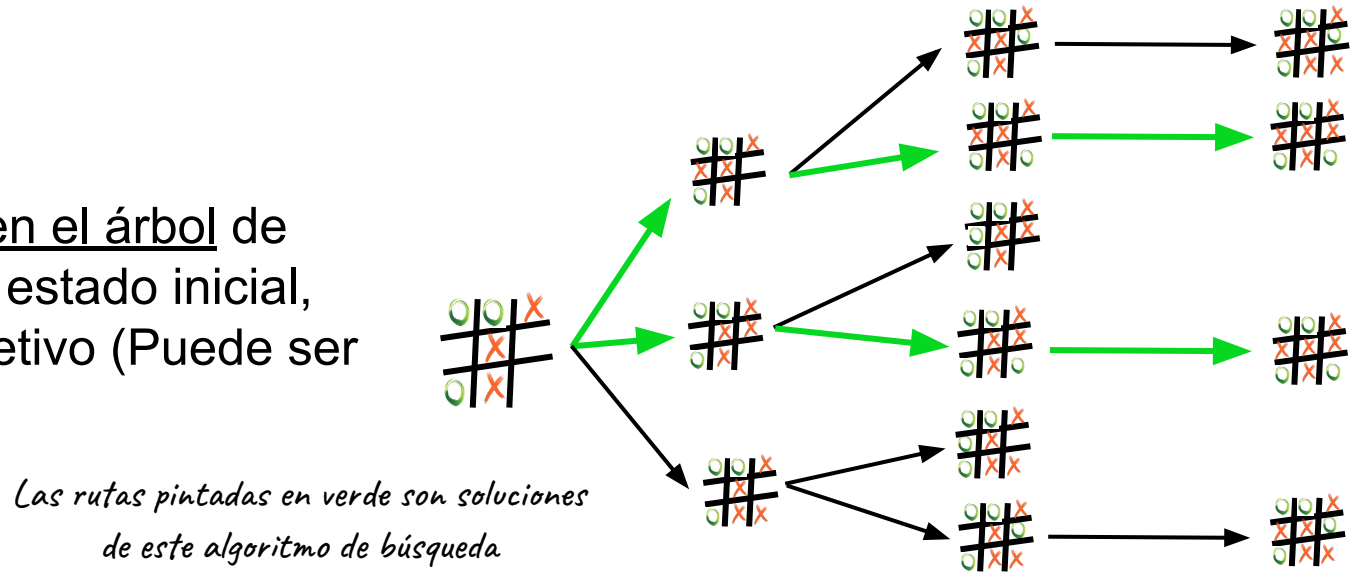 en el árbol de
estado inicial,
etivo (Puede ser
Las rutas pintadas en verde son soluciones
de este algoritmo de búsqueda